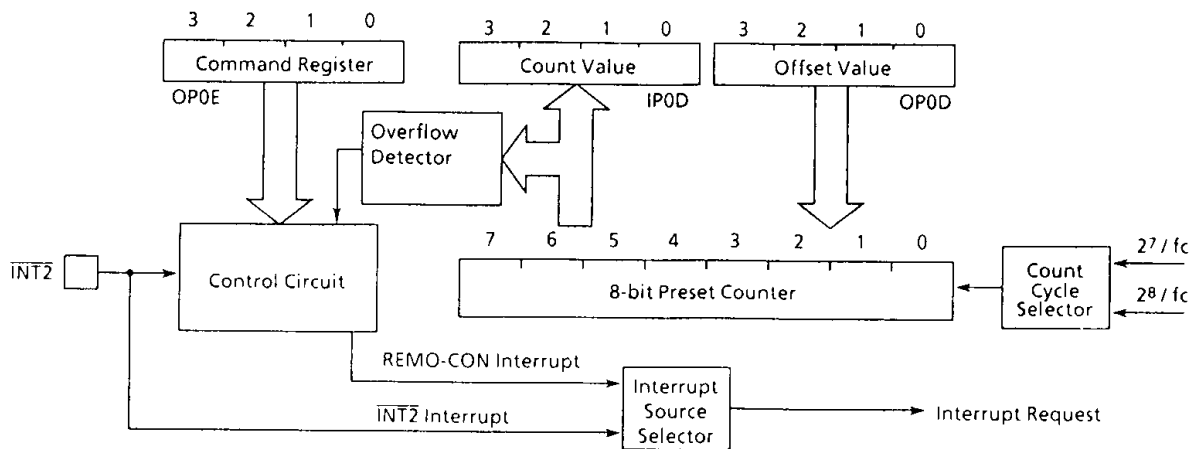 3 2 1 0
Command Register
OP0E
3 2 1 0
Count Value
IP0D
3 2 1 0
Offset Value
OP0D
Overflow
Detector
7 6 5 4 3 2 1 0
8-bit Preset Counter
INT2
Control Circuit
2⁷/fc
2⁸/fc
Count
Cycle
Selector
REMO-CON Interrupt
INT2 Interrupt
Interrupt
Source
Selector
Interrupt Request